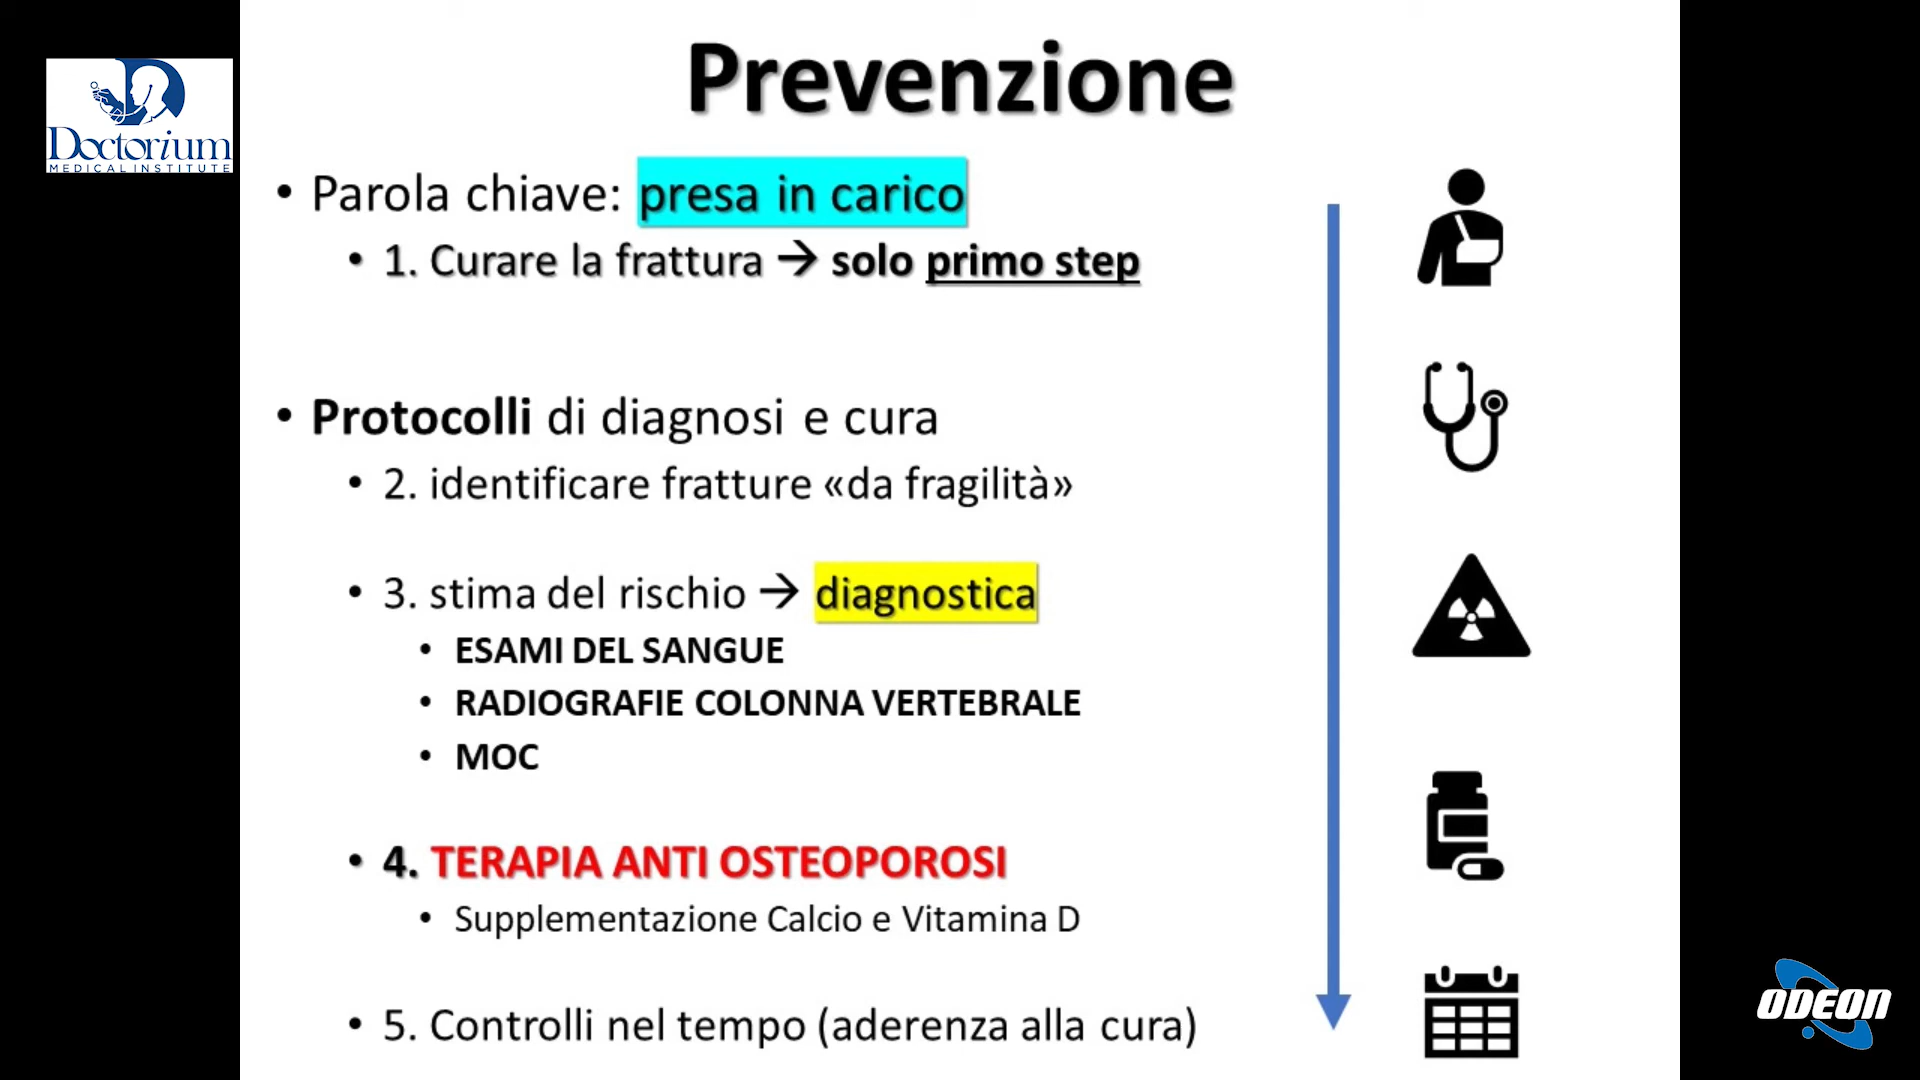 Prevenzione
Doctorium
MEDICAL INSTITUTE
• Parola chiave: presa in carico
• 1. Curare la frattura → solo primo step
• Protocolli di diagnosi e cura
• 2. identificare fratture «da fragilità»
• 3. stima del rischio → diagnostica
• ESAMI DEL SANGUE
• RADIOGRAFIE COLONNA VERTEBRALE
• MOC
• 4. TERAPIA ANTI OSTEOPOROSI
• Supplementazione Calcio e Vitamina D
• 5. Controlli nel tempo (aderenza alla cura)
ODEON